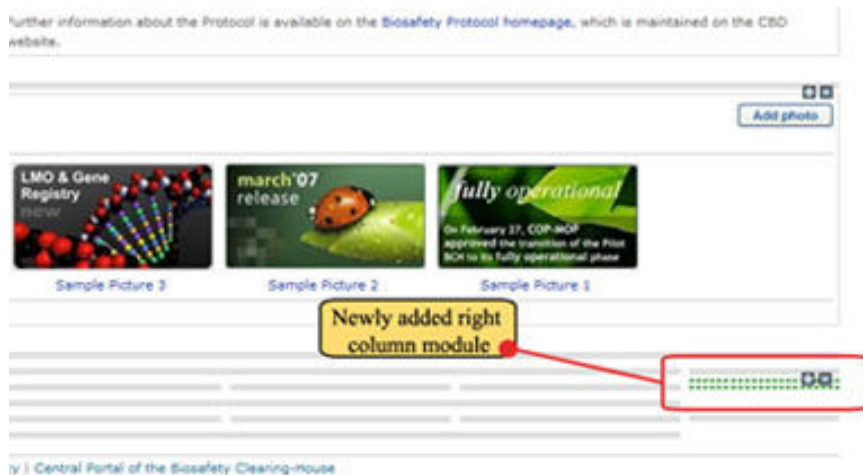 further information about the Protocol is available on the Biosafety Protocol homepage, which is maintained on the CBD
website.
Add photo
LMO & Gene
Registry
new
march'07
release
fully operational
On February 27, COP-MOP
approved the transition of the Pilot
BCH to its fully operational phase
Sample Picture 3
Sample Picture 2
Sample Picture 1
Newly added right
column module
y | Central Portal of the Biosafety Clearing-House